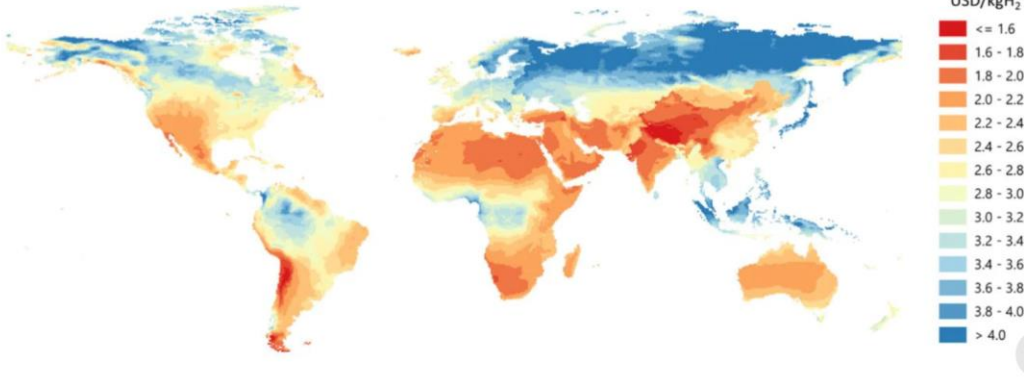 USD/kgH₂
<= 1.6
1.6 - 1.8
1.8 - 2.0
2.0 - 2.2
2.2 - 2.4
2.4 - 2.6
2.6 - 2.8
2.8 - 3.0
3.0 - 3.2
3.2 - 3.4
3.4 - 3.6
3.6 - 3.8
3.8 - 4.0
> 4.0